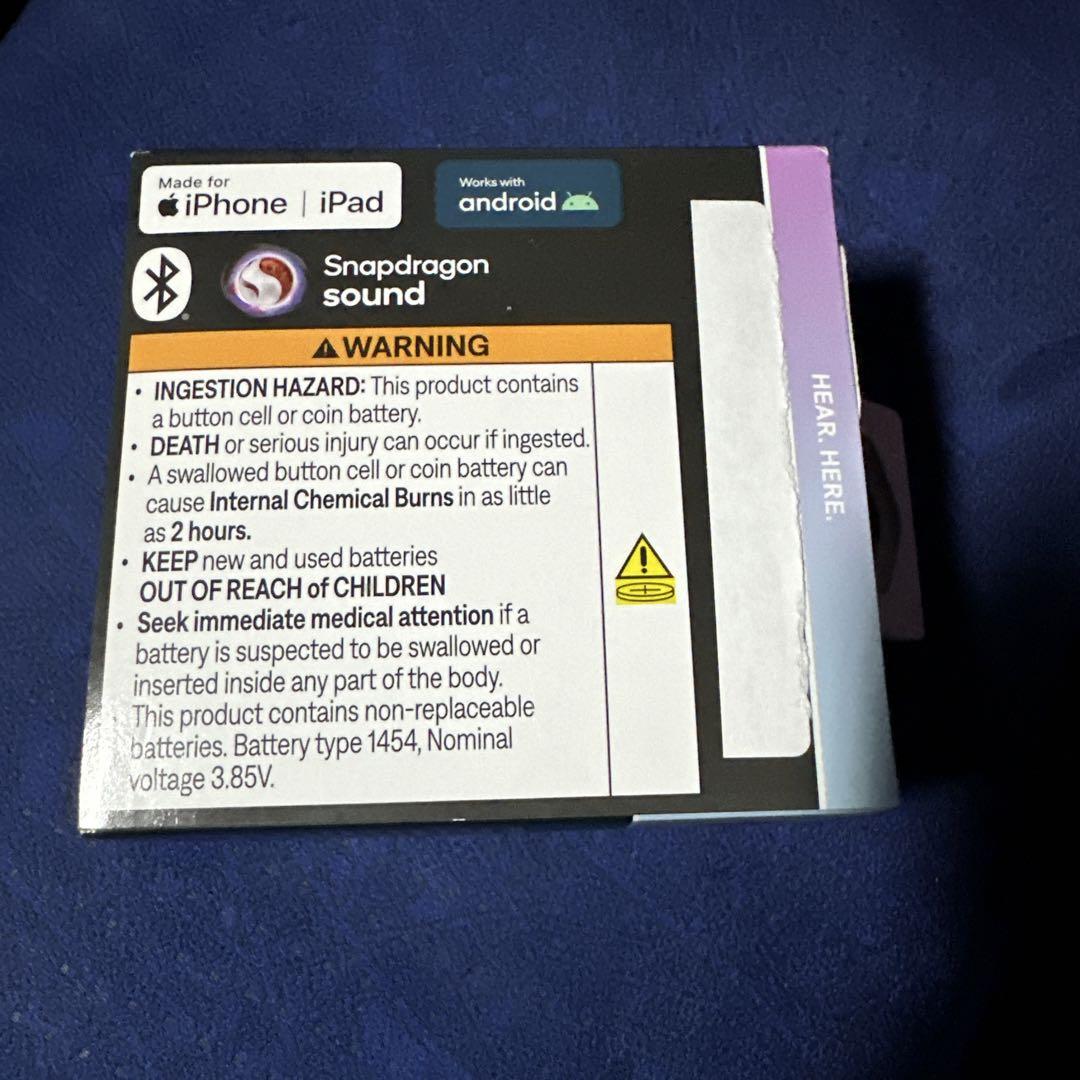 Made for
iPhone | iPad
Works with
android
Snapdragon
sound
⚠WARNING
• INGESTION HAZARD: This product contains
a button cell or coin battery.
• DEATH or serious injury can occur if ingested.
• A swallowed button cell or coin battery can
cause Internal Chemical Burns in as little
as 2 hours.
• KEEP new and used batteries
OUT OF REACH of CHILDREN
• Seek immediate medical attention if a
battery is suspected to be swallowed or
inserted inside any part of the body.
This product contains non-replaceable
batteries. Battery type 1454, Nominal
voltage 3.85V.
HEAR. HERE.